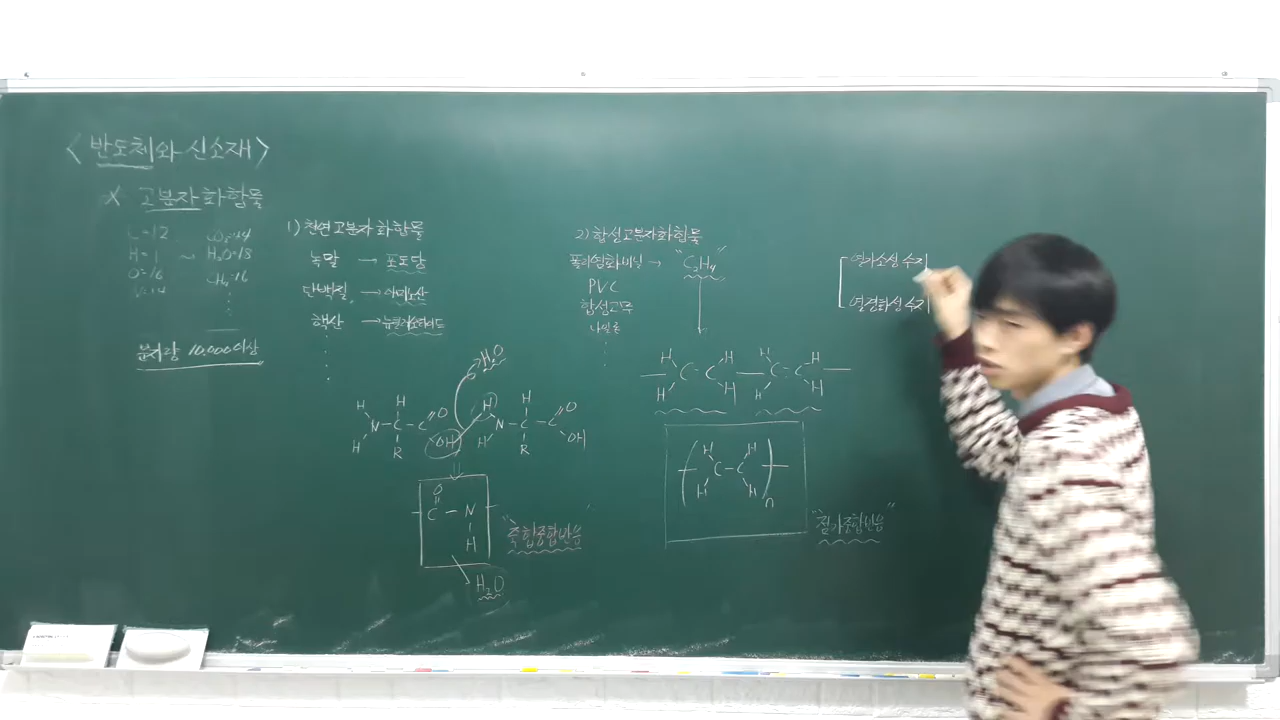 <반도체와 신소재>
* 고분자 화합물
C=12
H=1 ~ H₂O=18
O=16 CH₄=16
분자량 10,000 이상
1) 천연고분자 화합물
녹말 → 포도당
단백질 → 아미노산
핵산 → 뉴클레오타이드
H₂O
H H O H H O
N-C-C N-C-C
H R OH H R OH
O
C-N
H
H₂O
"축합중합반응"
2) 합성고분자화합물
폴리염화비닐 → "C₂H₄"
PVC
합성고무
나일론
H H H H
C C C C
H H H H
H H
C-C
H H n
"첨가중합반응"
열가소성 수지
열경화성 수지